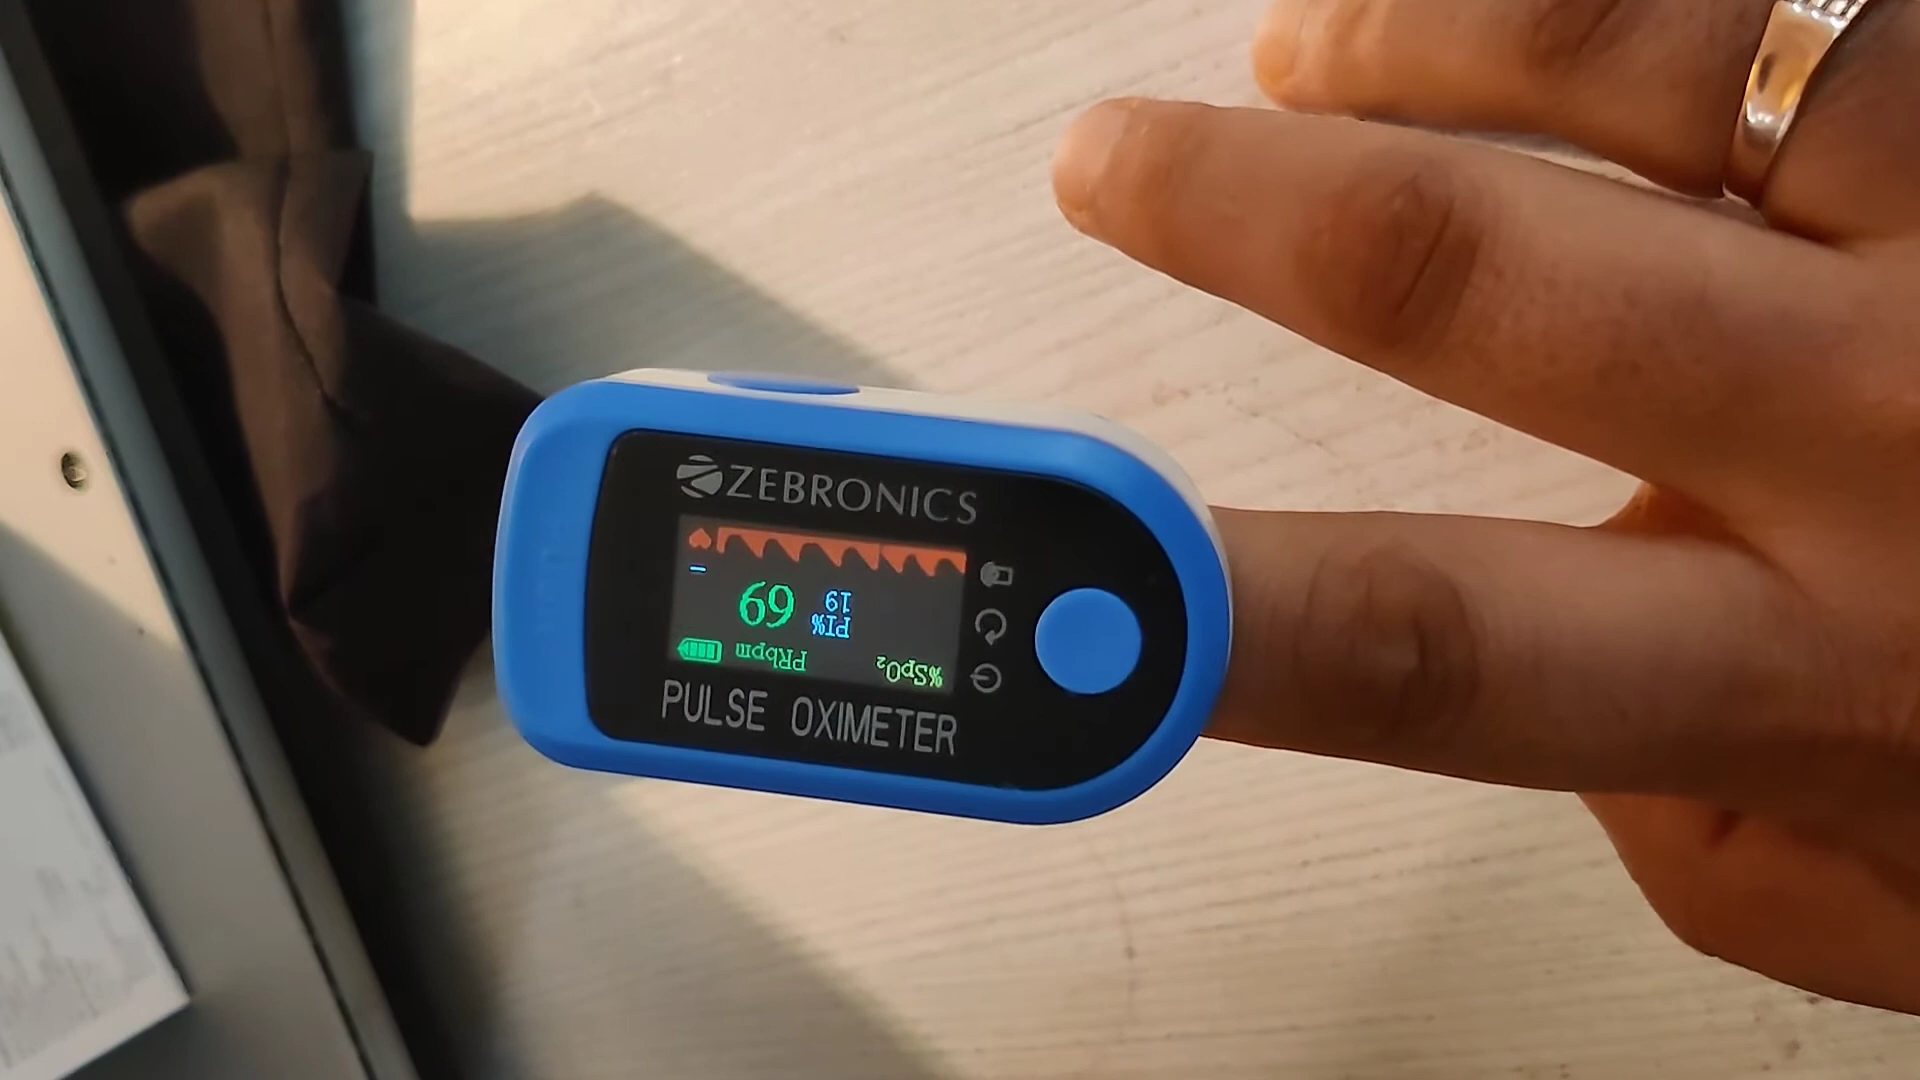 ZEBRONICS
%SpO₂ PRbpm
PI%
19
69
PULSE OXIMETER